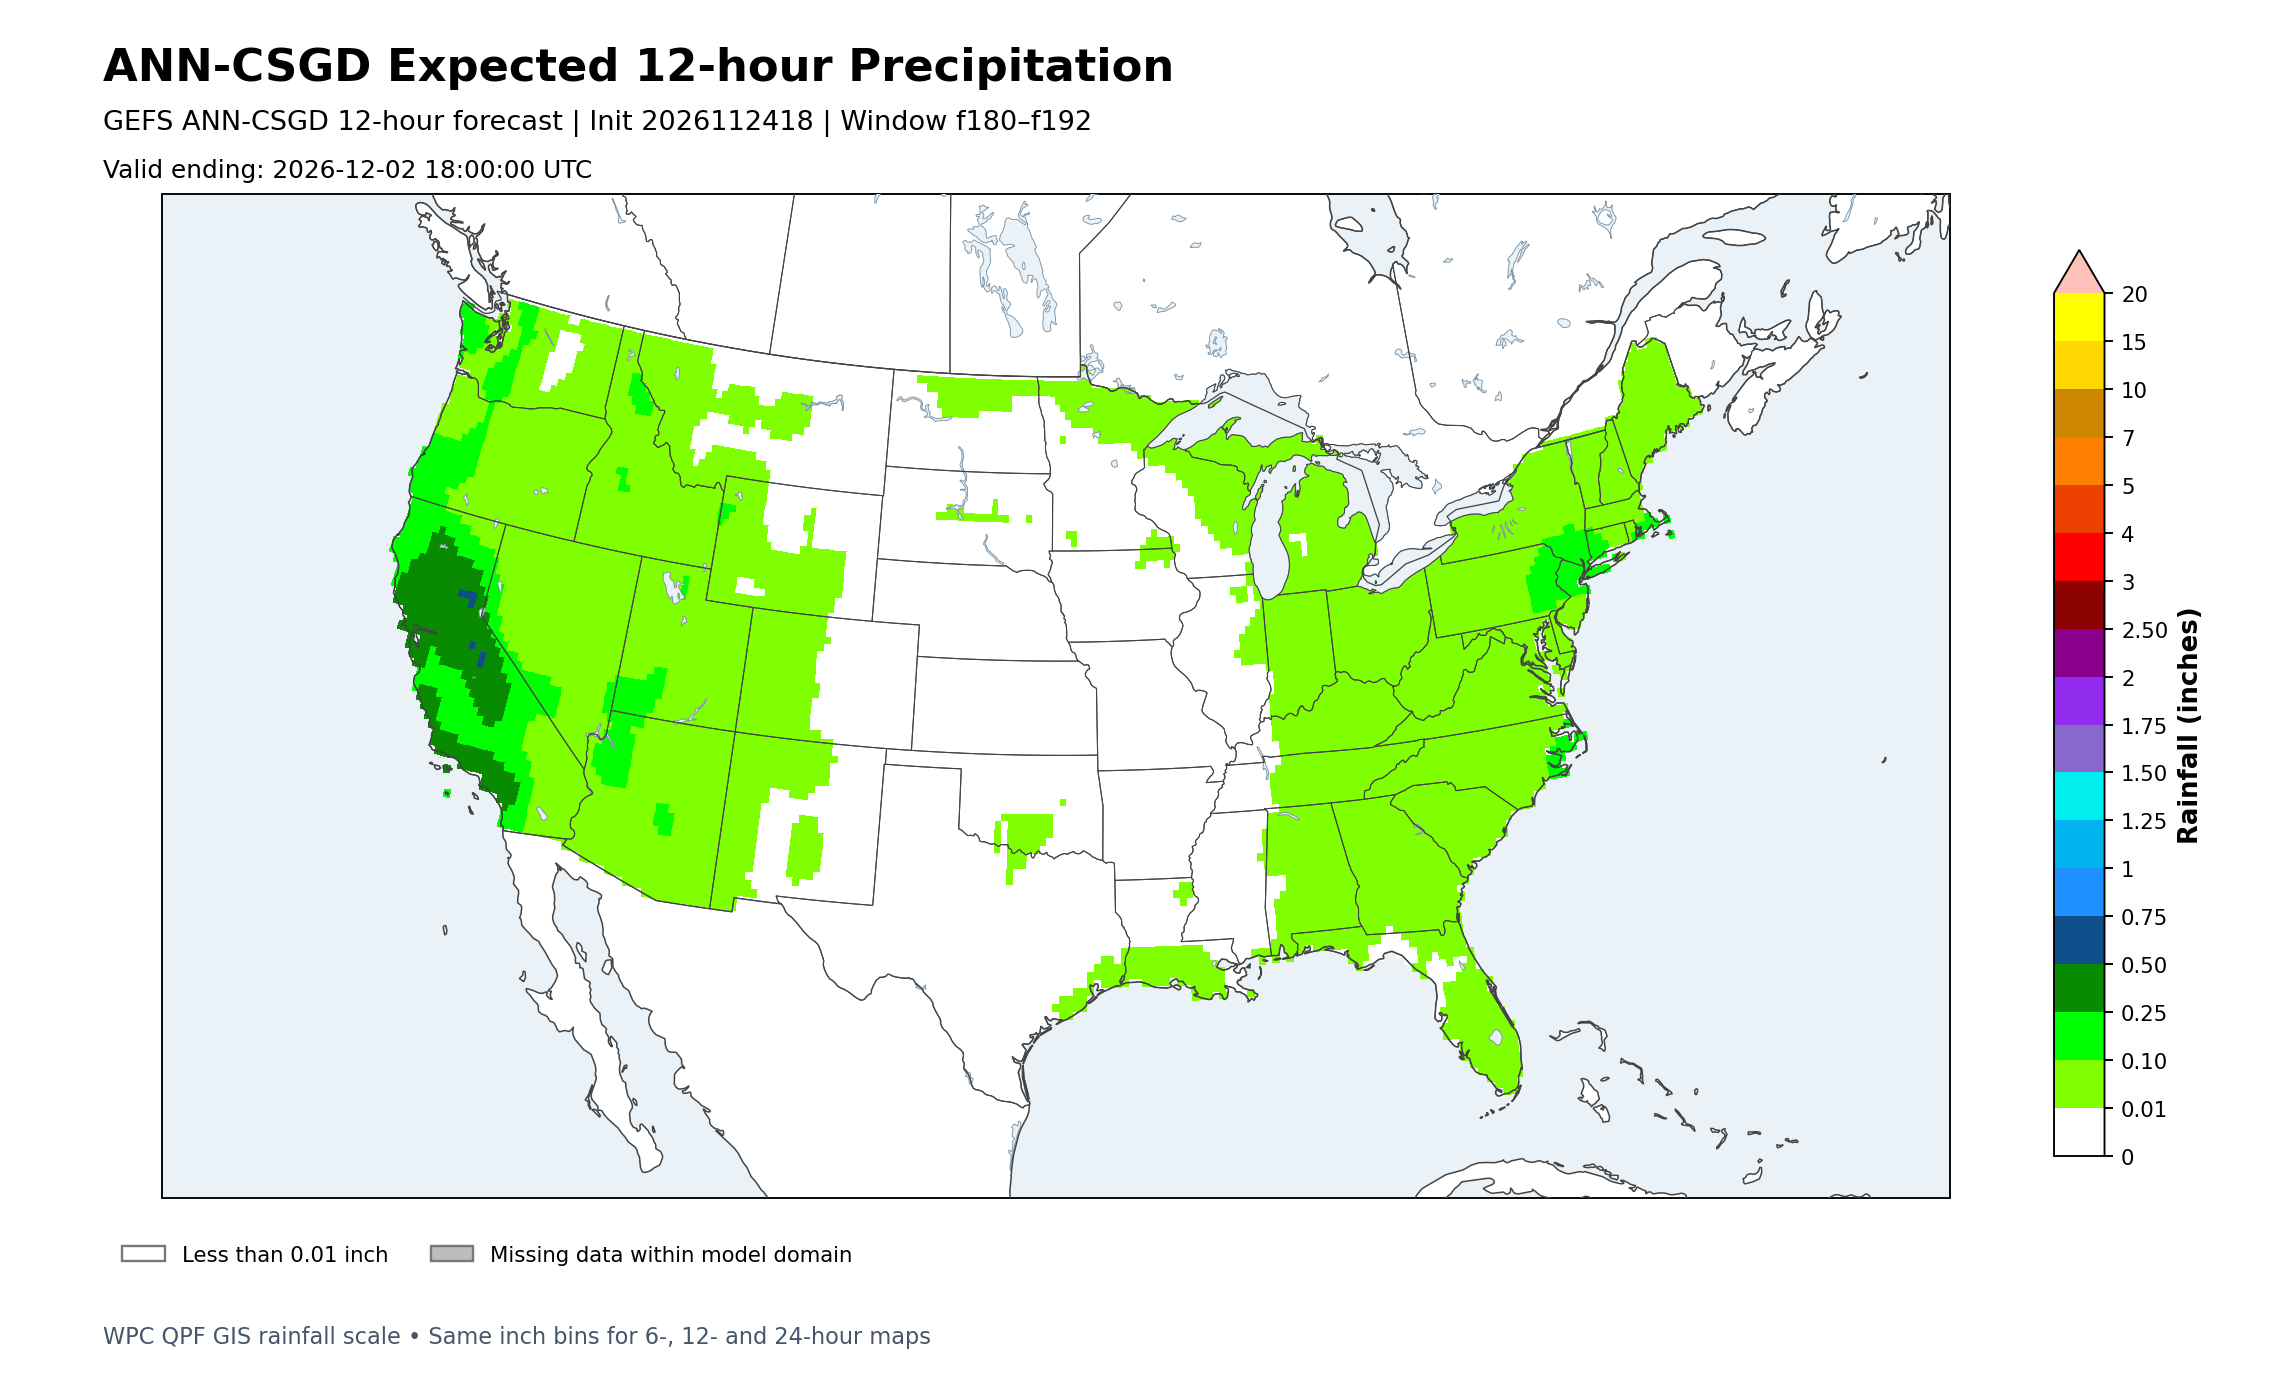 ANN-CSGD Expected 12-hour Precipitation
GEFS ANN-CSGD 12-hour forecast | Init 2026112418 | Window f180–f192
Valid ending: 2026-12-02 18:00:00 UTC
20
15
10
7
5
4
3
2.50
2
1.75
1.50
1.25
1
0.75
0.50
0.25
0.10
0.01
0
Rainfall (inches)
Less than 0.01 inch
Missing data within model domain
WPC QPF GIS rainfall scale • Same inch bins for 6-, 12- and 24-hour maps